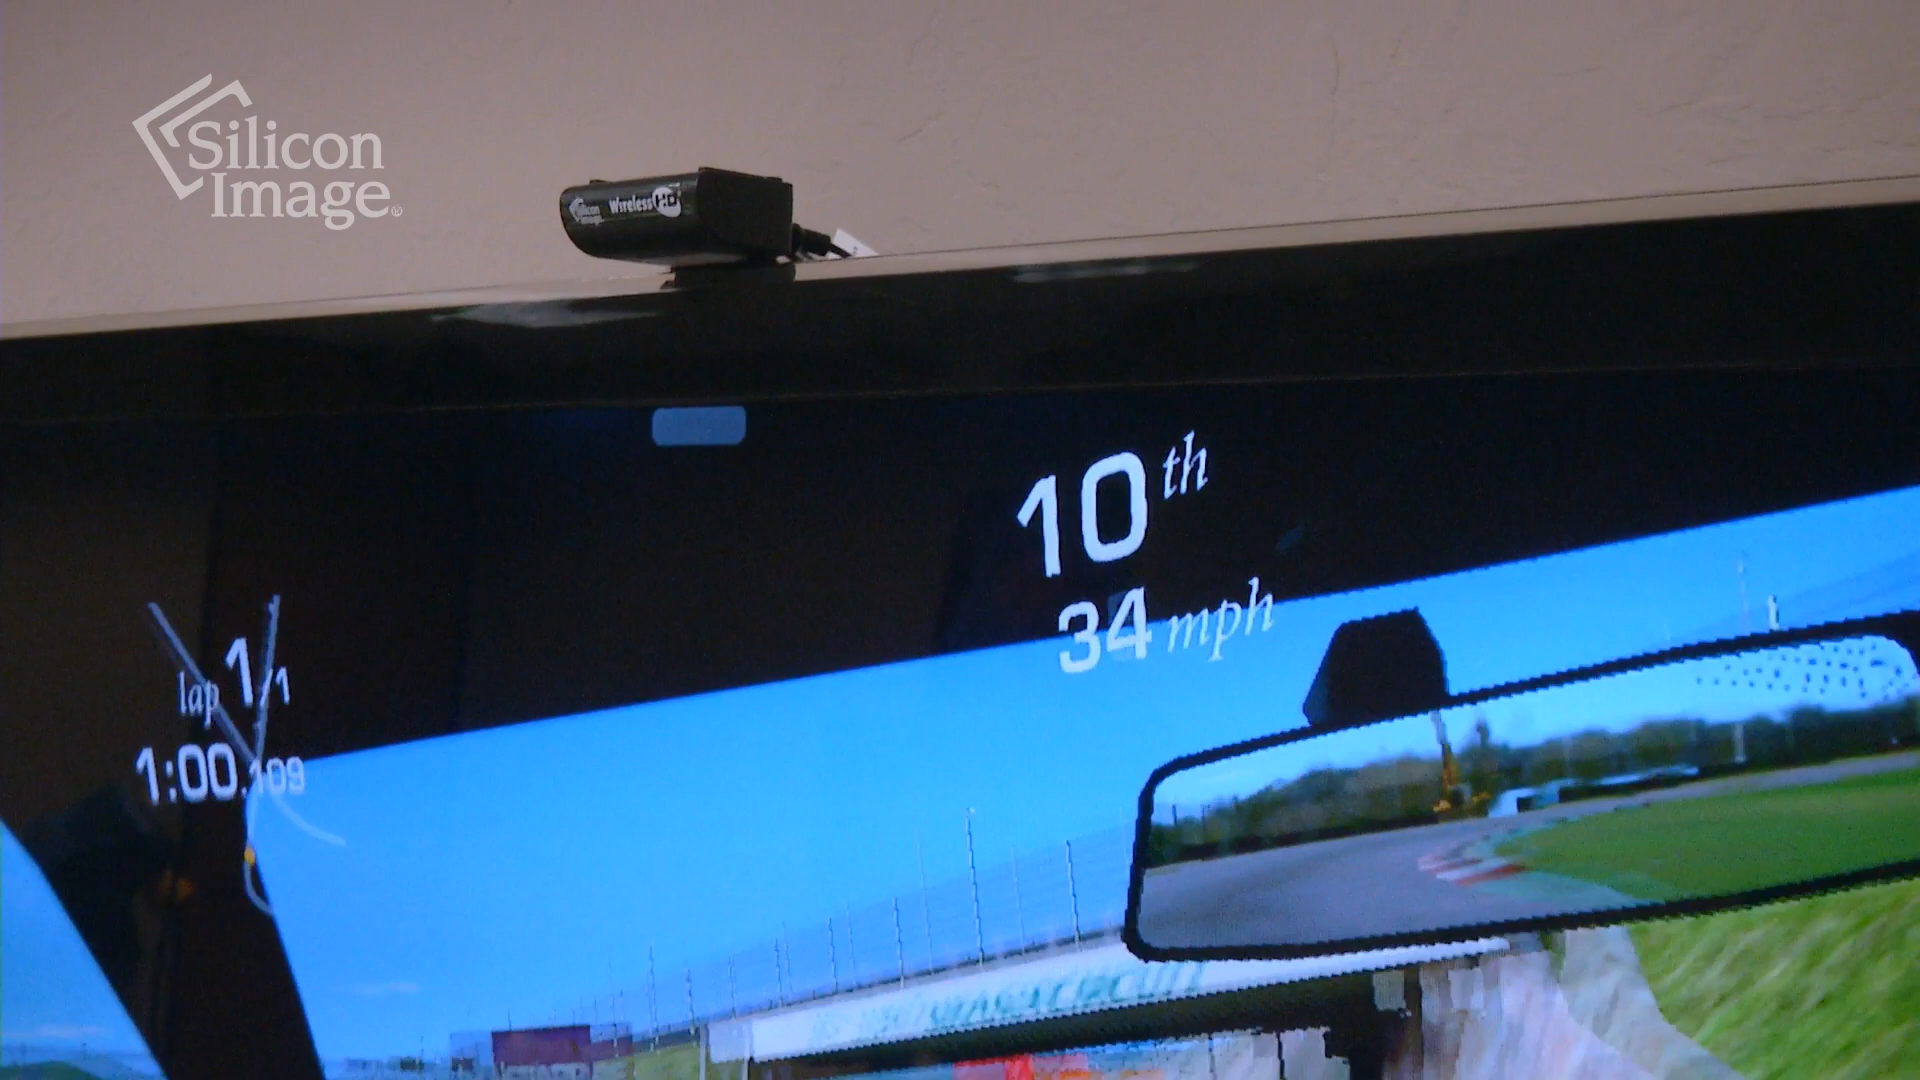 Silicon
Image®
Silicon
Image
WirelessHD
10th
34 mph
lap 1/1
1:00.109